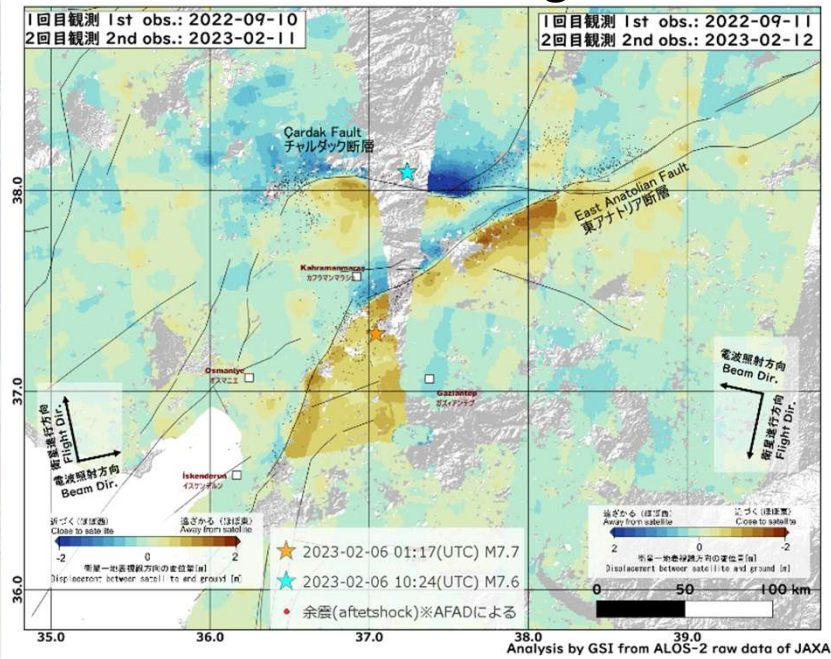 1回目観測 1st obs.: 2022-09-10
2回目観測 2nd obs.: 2023-02-11
1回目観測 1st obs.: 2022-09-11
2回目観測 2nd obs.: 2023-02-12
Çardak Fault
チャルダック断層
38.0
East Anatolian Fault
東アナトリア断層
Kahramanmaraş
カフラマンマラシュ
37.0
Osmaniye
オスマニエ
Gaziantep
ガズィアンテプ
İskenderun
イスケンデルン
衛星進行方向
Flight Dir.
電波照射方向
Beam Dir.
電波照射方向
Beam Dir.
衛星進行方向
Flight Dir.
近づく(ほぼ西) 遠ざかる(ほぼ東)
Close to satellite Away from satellite
-2 0 2
衛星-地表視線方向の変位量[m]
Displacement between satellite and ground [m]
遠ざかる(ほぼ西) 近づく(ほぼ東)
Away from satellite Close to satellite
2 0 -2
衛星-地表視線方向の変位量[m]
Displacement between satellite and ground [m]
2023-02-06 01:17(UTC) M7.7
2023-02-06 10:24(UTC) M7.6
余震(aftetshock)※AFADによる
0 50 100 km
36.0
35.0 36.0 37.0 38.0 39.0
Analysis by GSI from ALOS-2 raw data of JAXA